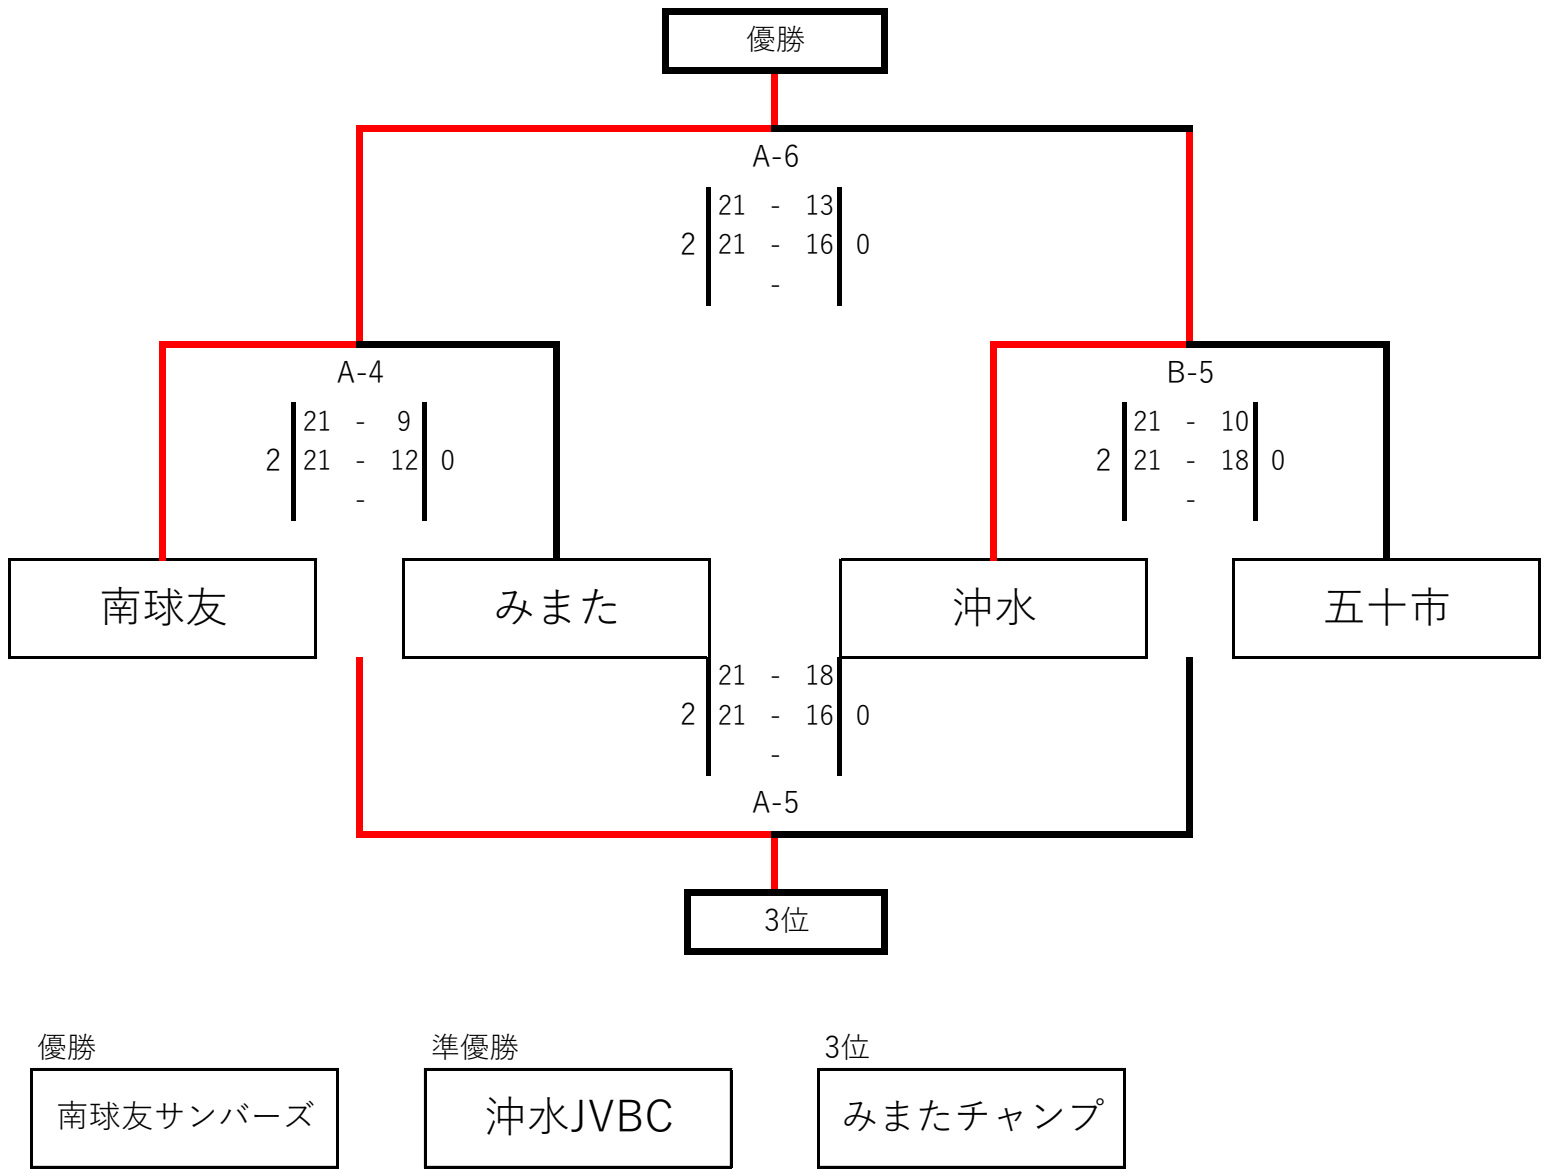 優勝
A-6
21 - 13
2 21 - 16 0
-
A-4 B-5
21 - 9 21 - 10
2 21 - 12 0 2 21 - 18 0
- -
南球友 みまた 沖水 五十市
21 - 18
2 21 - 16 0
-
A-5
3位
優勝 準優勝 3位
南球友サンバーズ 沖水JVBC みまたチャンプ